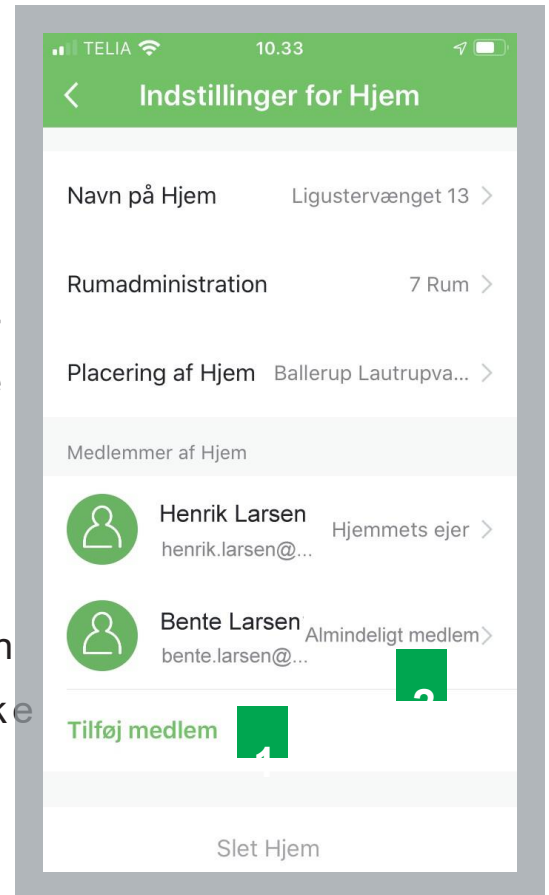 TELIA 10.33
Indstillinger for Hjem
Navn på Hjem Ligustervænget 13
Rumadministration 7 Rum
Placering af Hjem Ballerup Lautrupva...
Medlemmer af Hjem
Henrik Larsen
henrik.larsen@...
Hjemmets ejer
Bente Larsen
bente.larsen@...
Almindeligt medlem
Tilføj medlem
Slet Hjem